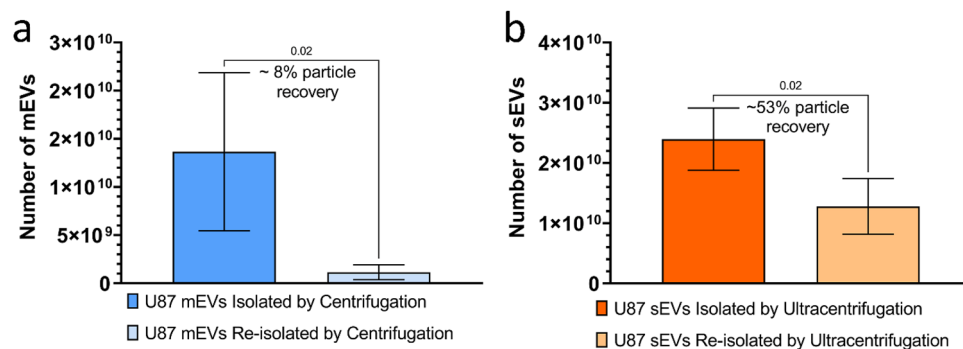 a
Number of mEVs
3×10¹⁰
2×10¹⁰
2×10¹⁰
1×10¹⁰
5×10⁹
0
0.02
~ 8% particle
recovery
U87 mEVs Isolated by Centrifugation
U87 mEVs Re-isolated by Centrifugation
b
Number of sEVs
4×10¹⁰
3×10¹⁰
2×10¹⁰
1×10¹⁰
0
0.02
~53% particle
recovery
U87 sEVs Isolated by Ultracentrifugation
U87 sEVs Re-isolated by Ultracentrifugation